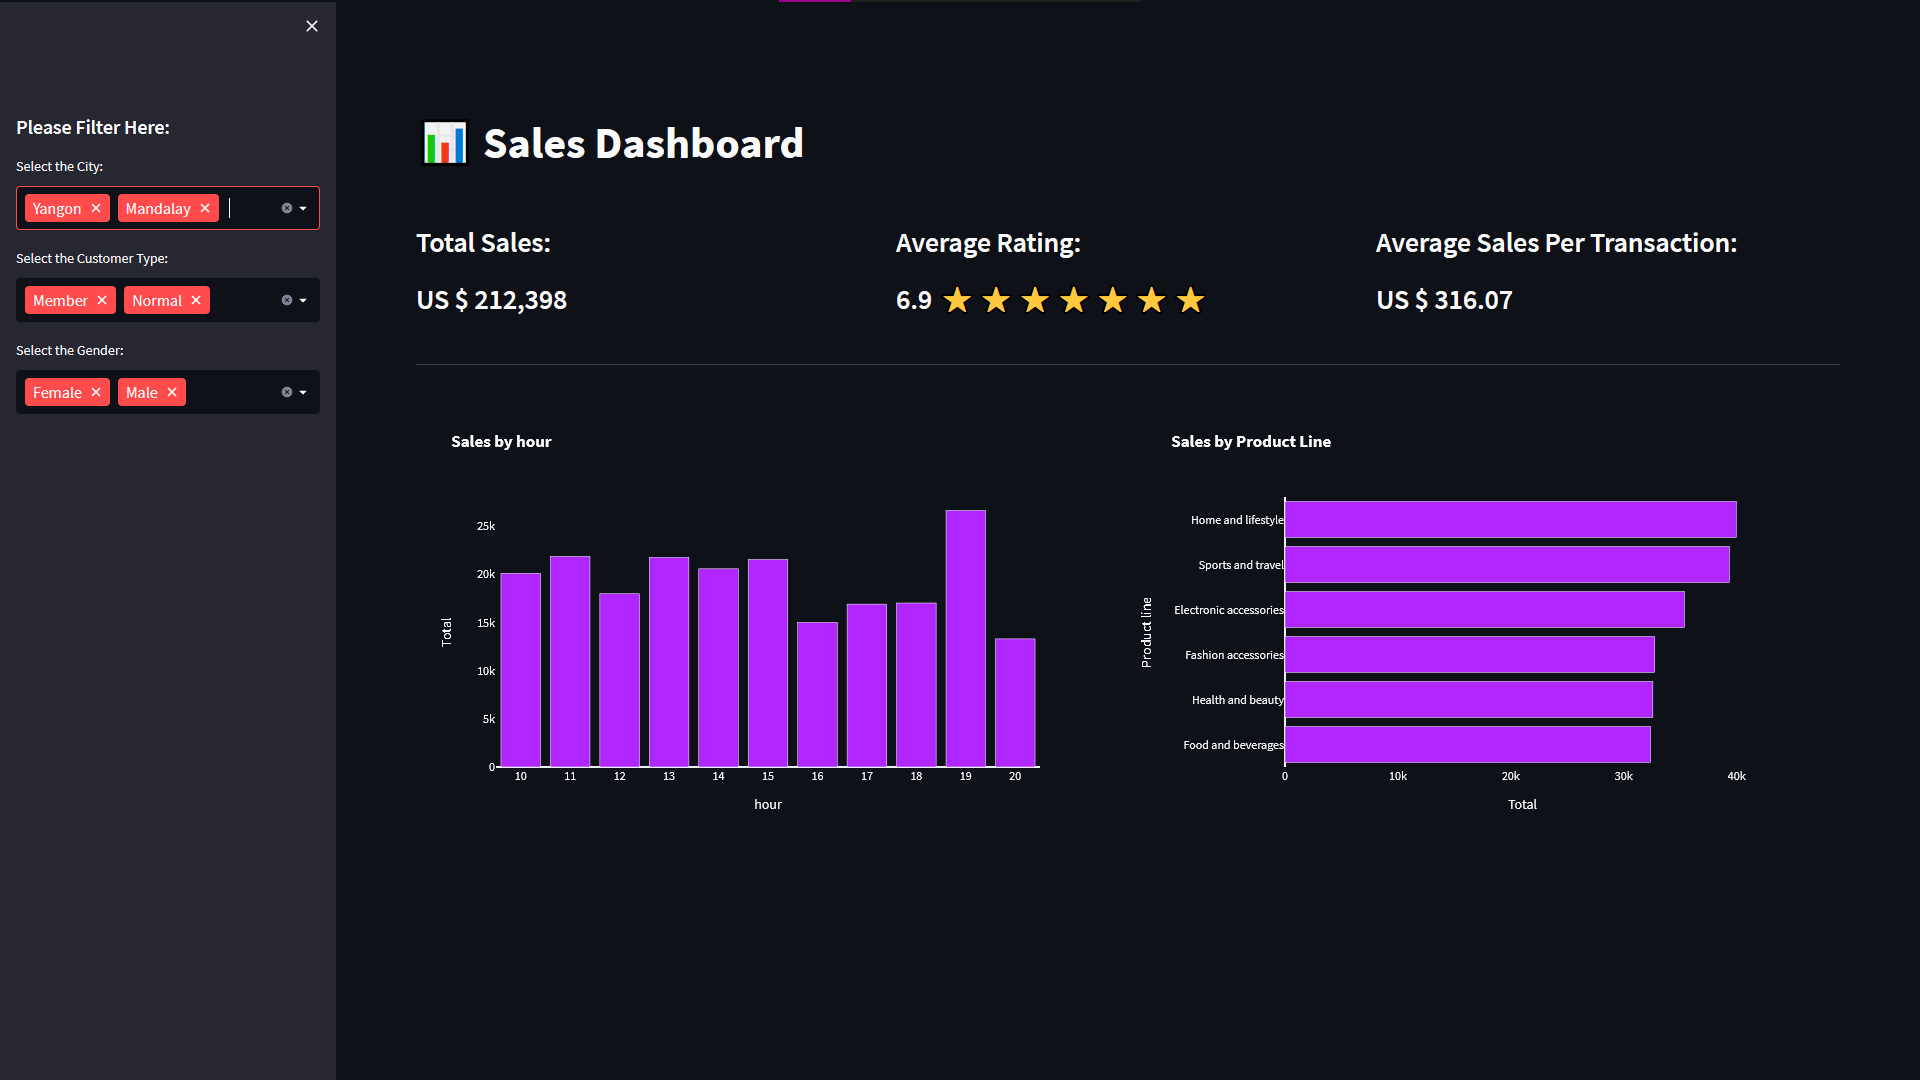 Please Filter Here:
Select the City:
Yangon Mandalay
Select the Customer Type:
Member Normal
Select the Gender:
Female Male
Sales Dashboard
Total Sales:
US $ 212,398
Average Rating:
6.9
Average Sales Per Transaction:
US $ 316.07
Sales by hour
Total
25k
20k
15k
10k
5k
0
10 11 12 13 14 15 16 17 18 19 20
hour
Sales by Product Line
Product line
Home and lifestyle
Sports and travel
Electronic accessories
Fashion accessories
Health and beauty
Food and beverages
0 10k 20k 30k 40k
Total